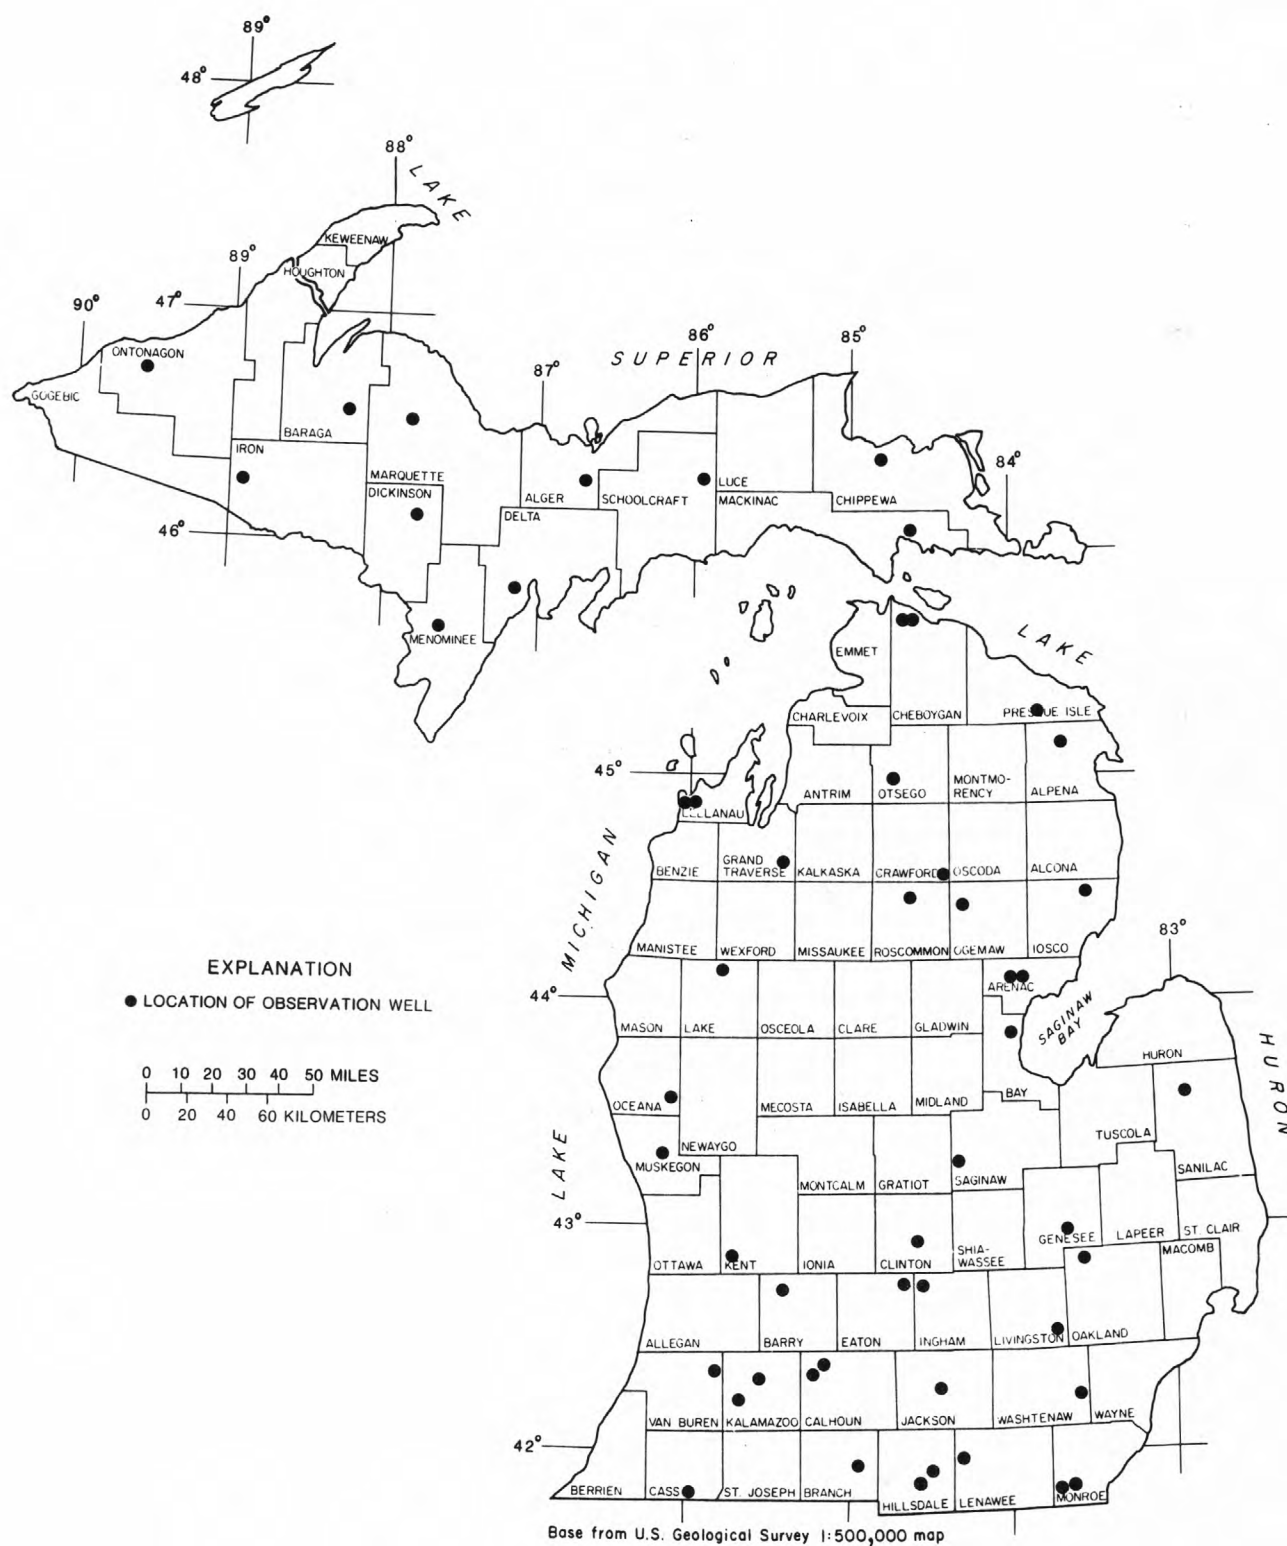 89°
48°
88°
LAKE
KEWEENAW
89°
HOUGHTON
47°
90°
86°
85°
ONTONAGON
SUPERIOR
87°
GOGEBIC
BARAGA
IRON
84°
MARQUETTE
LUCE
DICKINSON
ALGER
SCHOOLCRAFT
MACKINAC
CHIPPEWA
DELTA
46°
MENOMINEE
LAKE
EMMET
PRESQUE ISLE
CHARLEVOIX
CHEBOYGAN
45°
MONTMO-
RENCY
ANTRIM
OTSEGO
ALPENA
LEELANAU
MICHIGAN
GRAND
TRAVERSE
BENZIE
KALKASKA
CRAWFORD
OSCODA
ALCONA
83°
MANISTEE
WEXFORD
MISSAUKEE
ROSCOMMON
OGEMAW
IOSCO
EXPLANATION
LOCATION OF OBSERVATION WELL
ARENAC
44°
SAGINAW
BAY
MASON
LAKE
OSCEOLA
CLARE
GLADWIN
HURON
HURON
0 10 20 30 40 50 MILES
0 20 40 60 KILOMETERS
OCEANA
MECOSTA
ISABELLA
MIDLAND
BAY
TUSCOLA
NEWAYGO
LAKE
MUSKEGON
MONTCALM
GRATIOT
SAGINAW
SANILAC
43°
GENESEE
LAPEER
ST. CLAIR
MACOMB
OTTAWA
KENT
IONIA
CLINTON
SHIA-
WASSEE
ALLEGAN
BARRY
EATON
INGHAM
LIVINGSTON
OAKLAND
VAN BUREN
KALAMAZOO
CALHOUN
JACKSON
WASHTENAW
WAYNE
42°
BERRIEN
CASS
ST. JOSEPH
BRANCH
HILLSDALE
LENAWEE
MONROE
Base from U.S. Geological Survey 1:500,000 map